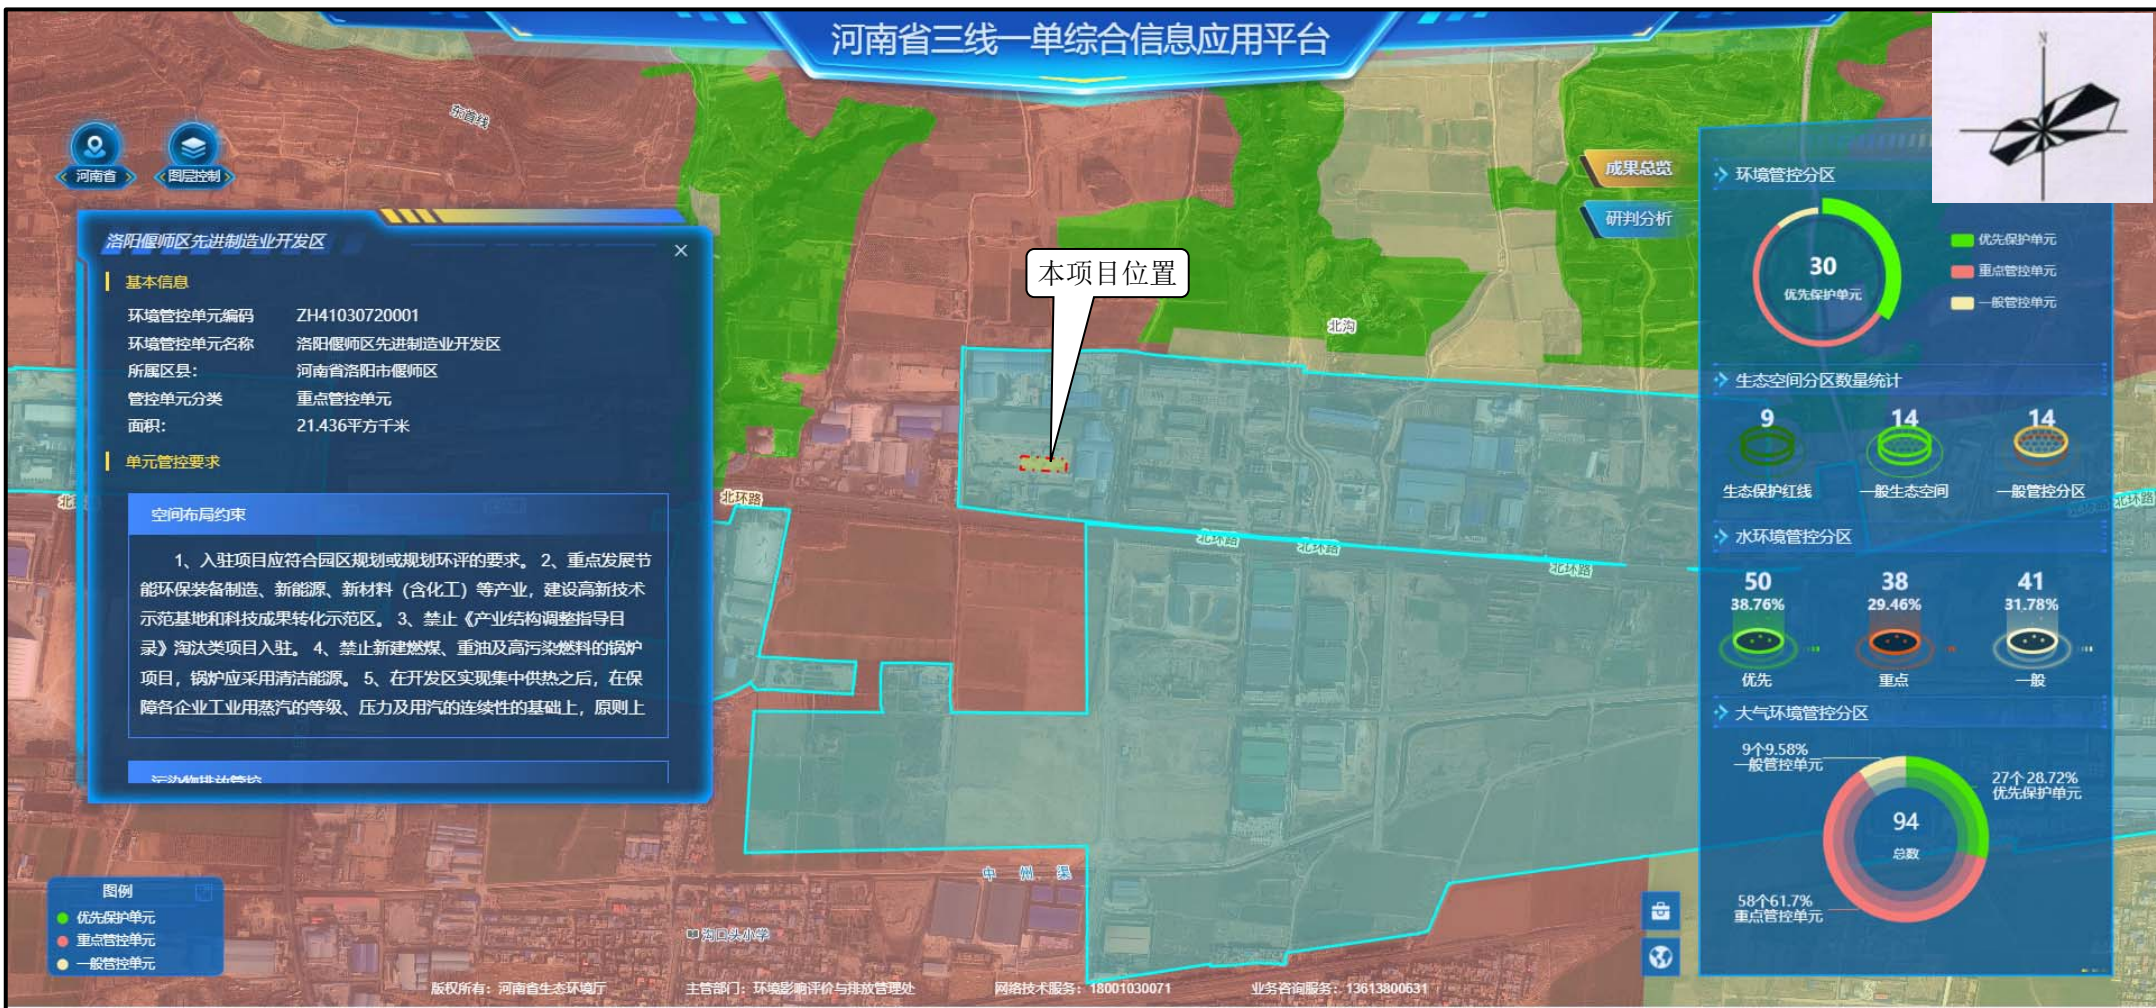 河南省三线一单综合信息应用平台
N
东首线
河南省
图层控制
成果总览
研判分析
洛阳偃师区先进制造业开发区
×
基本信息
环境管控单元编码 ZH41030720001
环境管控单元名称 洛阳偃师区先进制造业开发区
所属区县： 河南省洛阳市偃师区
管控单元分类 重点管控单元
面积： 21.436平方千米
单元管控要求
空间布局约束
1、入驻项目应符合园区规划或规划环评的要求。 2、重点发展节
能环保装备制造、新能源、新材料（含化工）等产业，建设高新技术
示范基地和科技成果转化示范区。 3、禁止《产业结构调整指导目
录》淘汰类项目入驻。 4、禁止新建燃煤、重油及高污染燃料的锅炉
项目，锅炉应采用清洁能源。 5、在开发区实现集中供热之后，在保
障各企业工业用蒸汽的等级、压力及用汽的连续性的基础上，原则上
污染物排放管控
本项目位置
北沟
北环路
北环路
北环路
北环路
北环路
中州渠
沟口头小学
环境管控分区
30
优先保护单元
优先保护单元
重点管控单元
一般管控单元
生态空间分区数量统计
9 14 14
生态保护红线 一般生态空间 一般管控分区
水环境管控分区
50 38 41
38.76% 29.46% 31.78%
优先 重点 一般
大气环境管控分区
9个9.58%
一般管控单元
27个28.72%
优先保护单元
94
总数
58个61.7%
重点管控单元
图例
优先保护单元
重点管控单元
一般管控单元
版权所有：河南省生态环境厅 主管部门：环境影响评价与排放管理处 网络技术服务：18001030071 业务咨询服务：13613800631